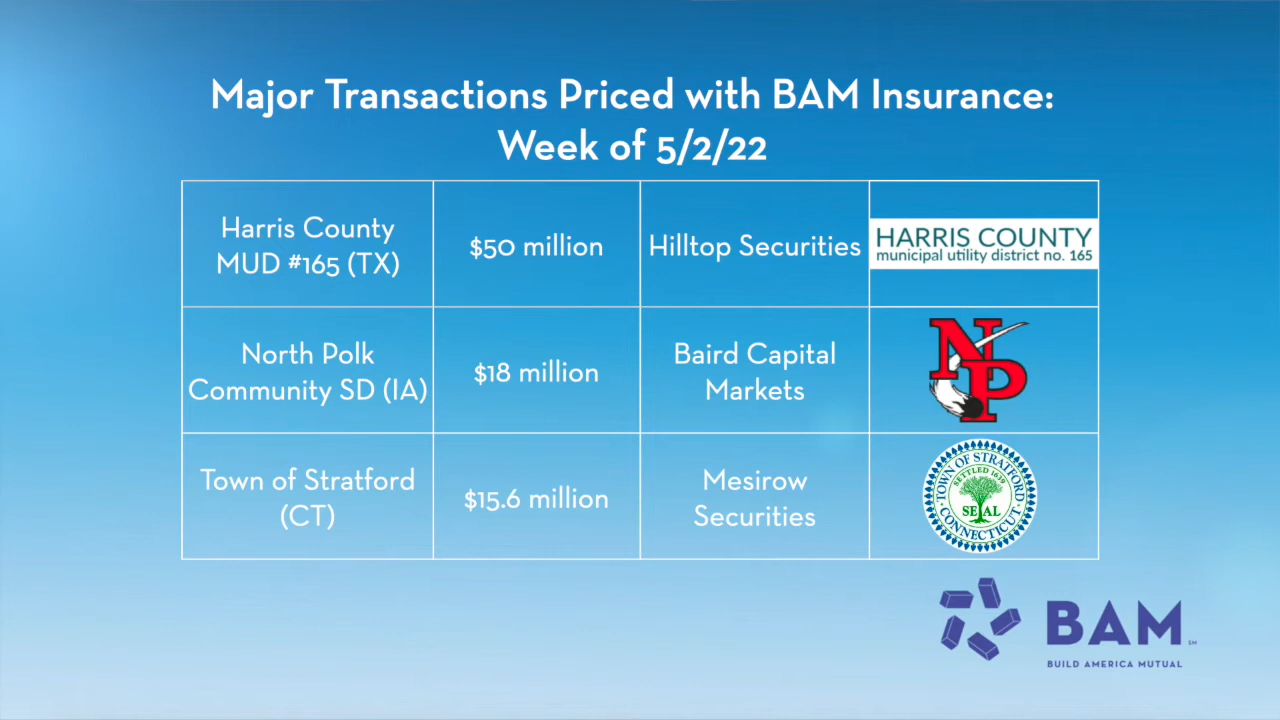 Major Transactions Priced with BAM Insurance:
Week of 5/2/22
Harris County
MUD #165 (TX)
$50 million
Hilltop Securities
HARRIS COUNTY
municipal utility district no. 165
North Polk
Community SD (IA)
$18 million
Baird Capital
Markets
NP
Town of Stratford
(CT)
$15.6 million
Mesirow
Securities
TOWN OF STRATFORD
SETTLED 1639
SEAL
CONNECTICUT
BAM SM
BUILD AMERICA MUTUAL